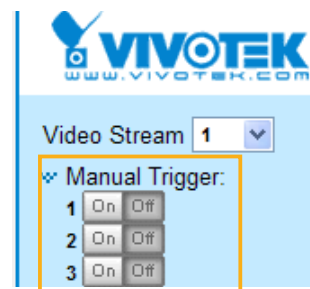 VIVOTEK
WWW.VIVOTEK.COM
Video Stream 1
Manual Trigger:
1 On Off
2 On Off
3 On Off